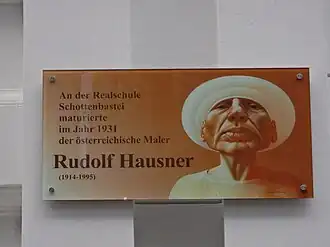 An der Realschule
Schottenbastei
maturierte
im Jahr 1931
der österreichische Maler
Rudolf Hausner
(1914-1995)